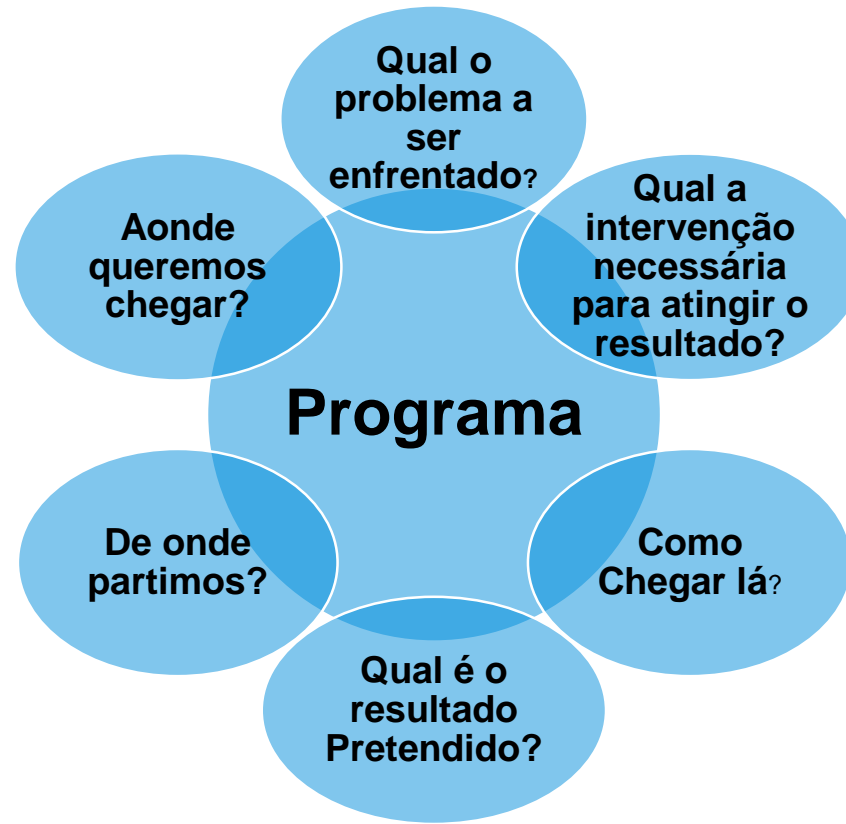 Qual o
problema a
ser
enfrentado?
Qual a
intervenção
necessária
para atingir o
resultado?
Aonde
queremos
chegar?
Programa
De onde
partimos?
Como
Chegar lá?
Qual é o
resultado
Pretendido?